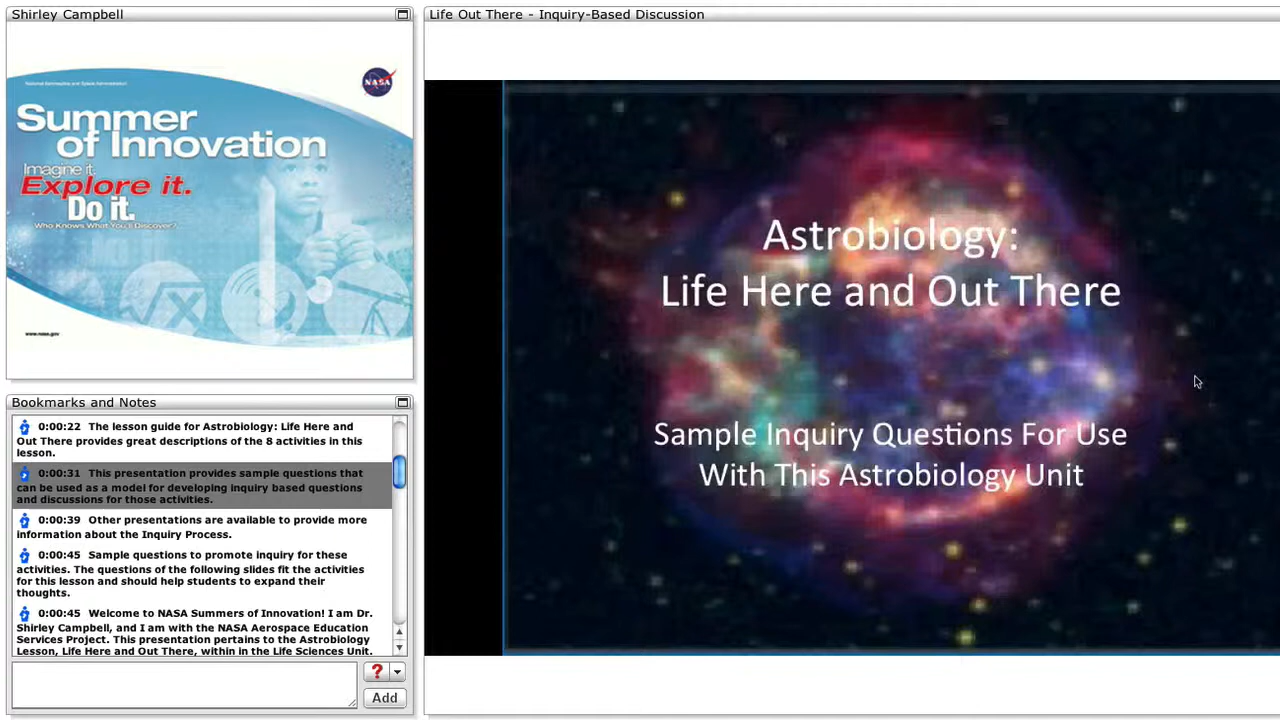 Shirley Campbell
National Aeronautics and Space Administration
NASA
Summer
of Innovation
Imagine it.
Explore it.
Do it.
Who Knows What You'll Discover?
www.nasa.gov
Bookmarks and Notes
0:00:22 The lesson guide for Astrobiology: Life Here and
Out There provides great descriptions of the 8 activities in this
lesson.
0:00:31 This presentation provides sample questions that
can be used as a model for developing inquiry based questions
and discussions for those activities.
0:00:39 Other presentations are available to provide more
information about the Inquiry Process.
0:00:45 Sample questions to promote inquiry for these
activities. The questions of the following slides fit the activities
for this lesson and should help students to expand their
thoughts.
0:00:45 Welcome to NASA Summers of Innovation! I am Dr.
Shirley Campbell, and I am with the NASA Aerospace Education
Services Project. This presentation pertains to the Astrobiology
Lesson, Life Here and Out There, within in the Life Sciences Unit.
?
Add
Life Out There - Inquiry-Based Discussion
Astrobiology:
Life Here and Out There
Sample Inquiry Questions For Use
With This Astrobiology Unit